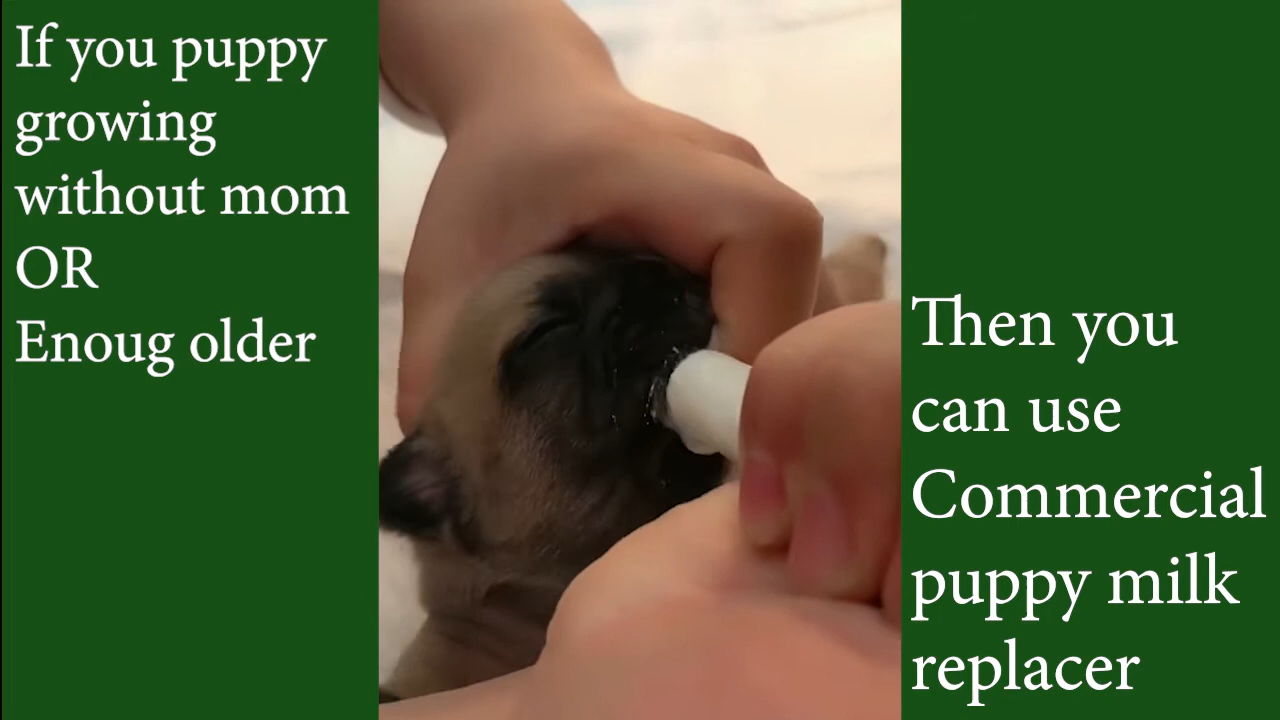 If you puppy
growing
without mom
OR
Enoug older
Then you
can use
Commercial
puppy milk
replacer